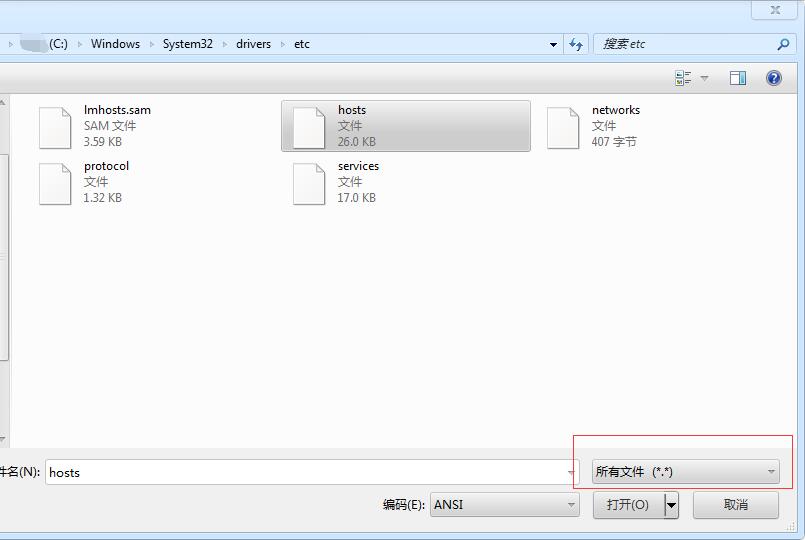 (C:) Windows System32 drivers etc
搜索 etc
lmhosts.sam
SAM 文件
3.59 KB
hosts
文件
26.0 KB
networks
文件
407 字节
protocol
文件
1.32 KB
services
文件
17.0 KB
件名(N): hosts
所有文件 (*.*)
编码(E): ANSI
打开(O)
取消